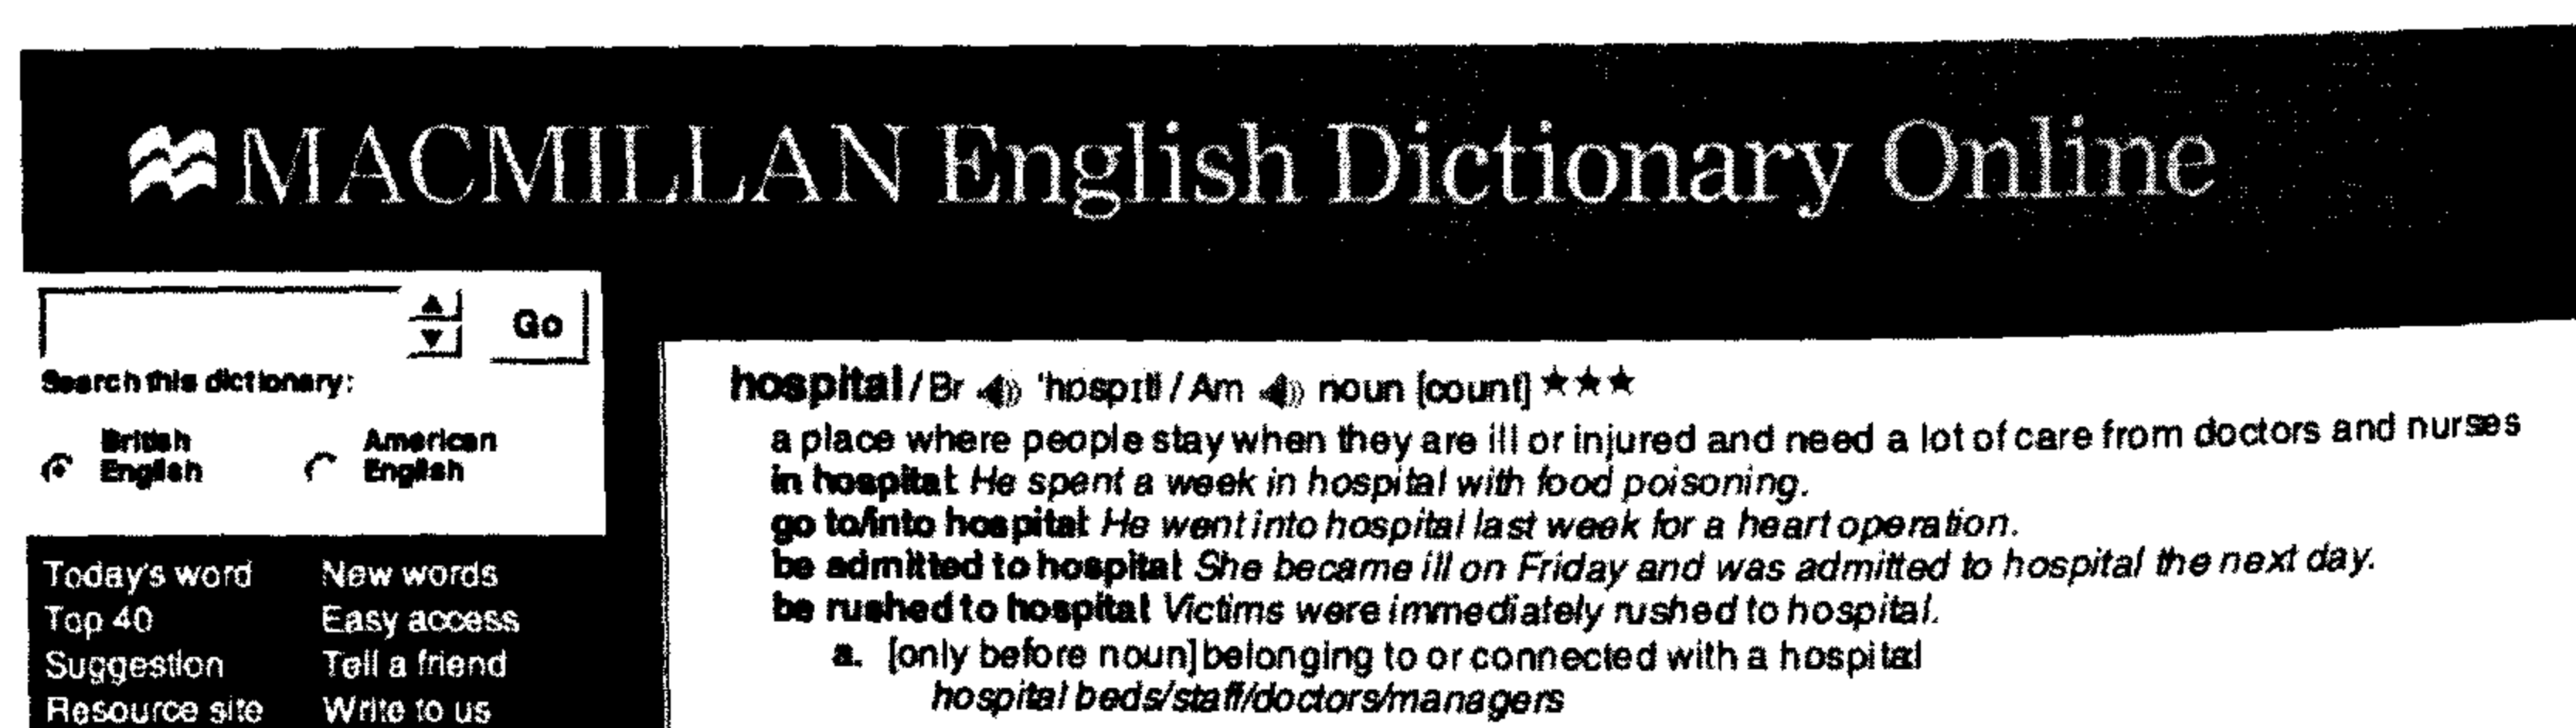 MACMILLAN English Dictionary Online
Go
Search this dictionary:
British English
American English
Today's word New words
Top 40 Easy access
Suggestion Tell a friend
Resource site Write to us
hospital / Br 'hɒspɪtl / Am noun [count] ★★★
a place where people stay when they are ill or injured and need a lot of care from doctors and nurses
in hospital: He spent a week in hospital with food poisoning.
go to/into hospital: He went into hospital last week for a heart operation.
be admitted to hospital: She became ill on Friday and was admitted to hospital the next day.
be rushed to hospital: Victims were immediately rushed to hospital.
a. [only before noun] belonging to or connected with a hospital
hospital beds/staff/doctors/managers